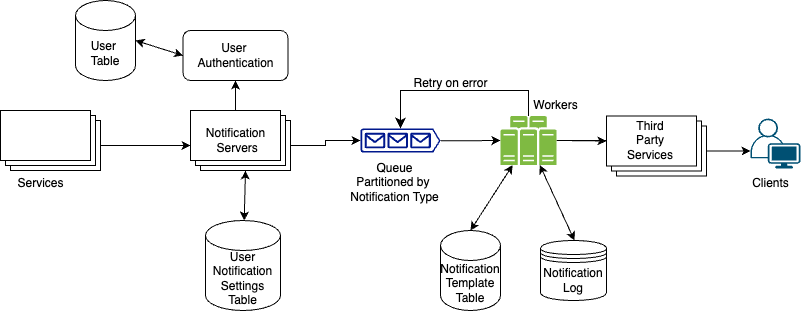 User
Table
User
Authentication
Retry on error
Workers
Notification
Servers
Third
Party
Services
Services
Queue
Partitioned by
Notification Type
Clients
User
Notification
Settings
Table
Notification
Template
Table
Notification
Log